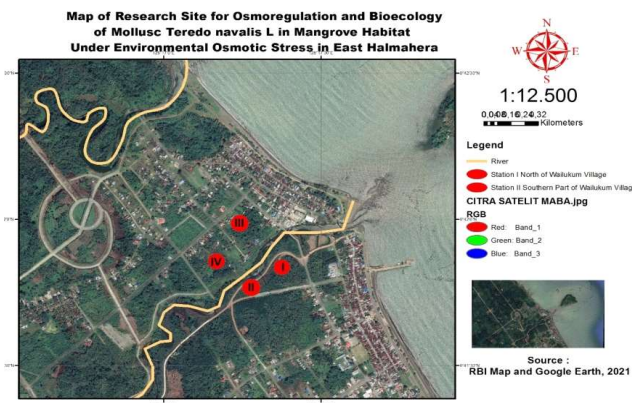 Map of Research Site for Osmoregulation and Bioecology
of Mollusc Teredo navalis L in Mangrove Habitat
Under Environmental Osmotic Stress in East Halmahera
N
W
E
S
1:12.500
Kilometers
Legend
River
Station I North of Wailukum Village
Station II Southern Part of Wailukum Villag
CITRA SATELIT MABA.jpg
RGB
Red: Band_1
Green: Band_2
Blue: Band_3
III
IV
I
II
Source :
RBI Map and Google Earth, 2021